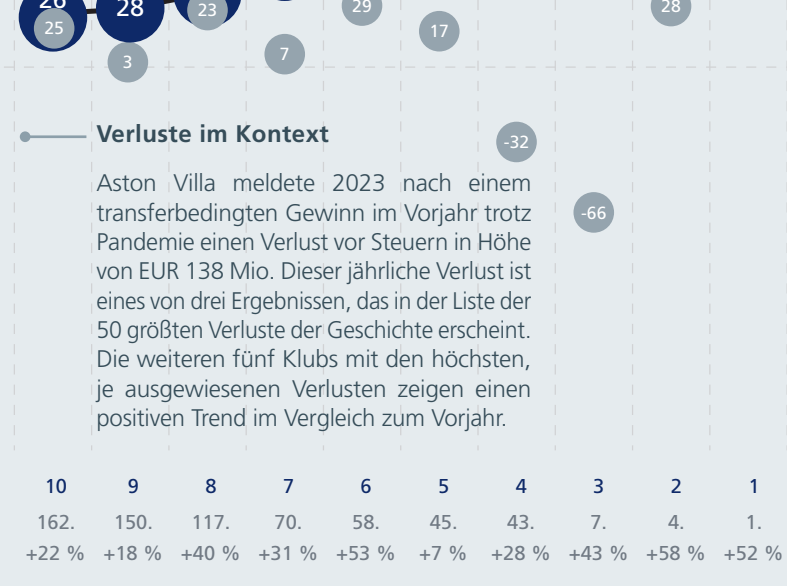 26
28
23
25
29
28
17
7
3
Verluste im Kontext
-32
Aston Villa meldete 2023 nach einem
transferbedingten Gewinn im Vorjahr trotz
-66
Pandemie einen Verlust vor Steuern in Höhe
von EUR 138 Mio. Dieser jährliche Verlust ist
eines von drei Ergebnissen, das in der Liste der
50 größten Verluste der Geschichte erscheint.
Die weiteren fünf Klubs mit den höchsten,
je ausgewiesenen Verlusten zeigen einen
positiven Trend im Vergleich zum Vorjahr.
10 9 8 7 6 5 4 3 2 1
162. 150. 117. 70. 58. 45. 43. 7. 4. 1.
+22 % +18 % +40 % +31 % +53 % +7 % +28 % +43 % +58 % +52 %